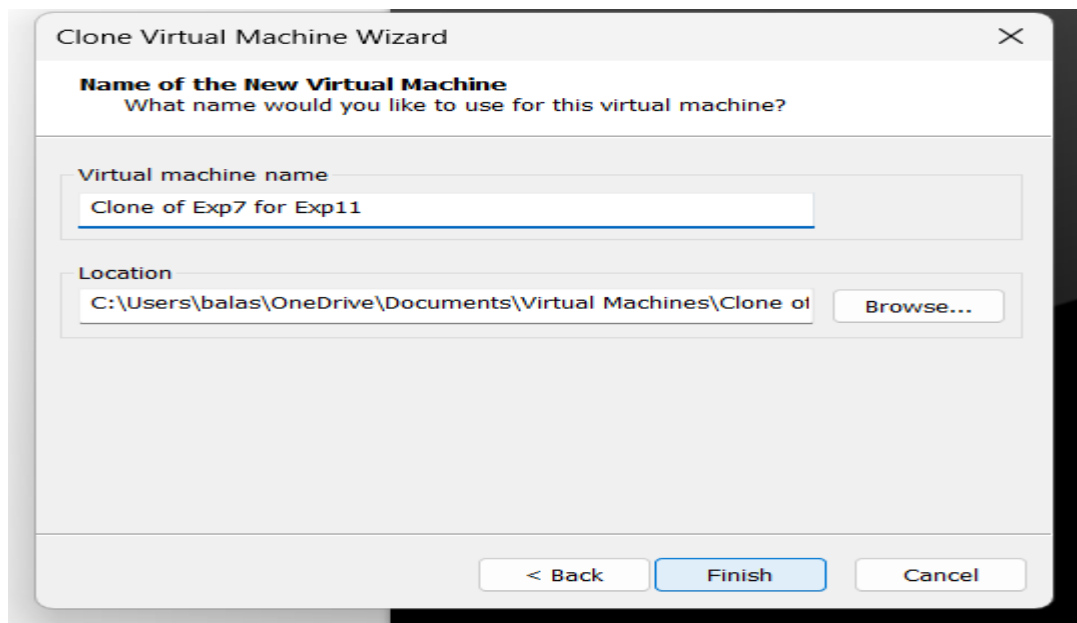 Clone Virtual Machine Wizard
Name of the New Virtual Machine
What name would you like to use for this virtual machine?
Virtual machine name
Clone of Exp7 for Exp11
Location
C:\Users\balas\OneDrive\Documents\Virtual Machines\Clone of
Browse...
< Back
Finish
Cancel